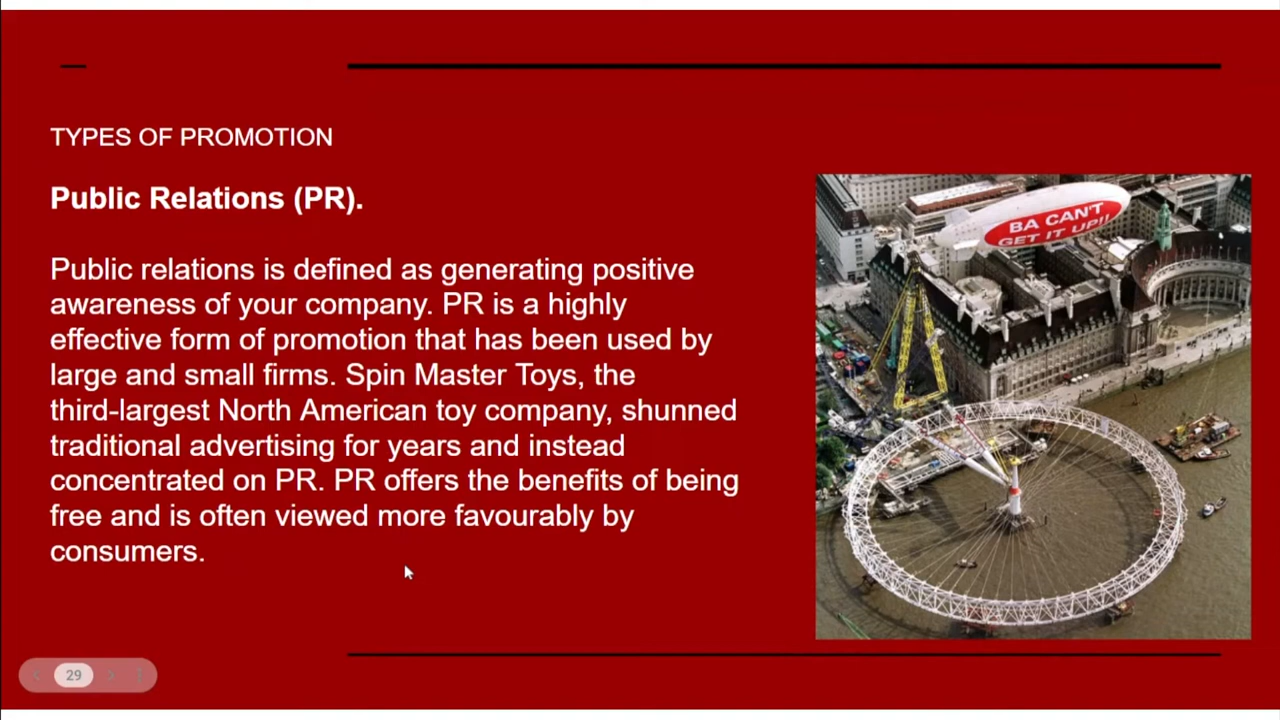 TYPES OF PROMOTION
Public Relations (PR).
Public relations is defined as generating positive
awareness of your company. PR is a highly
effective form of promotion that has been used by
large and small firms. Spin Master Toys, the
third-largest North American toy company, shunned
traditional advertising for years and instead
concentrated on PR. PR offers the benefits of being
free and is often viewed more favourably by
consumers.
BA CAN'T
GET IT UP!!
29